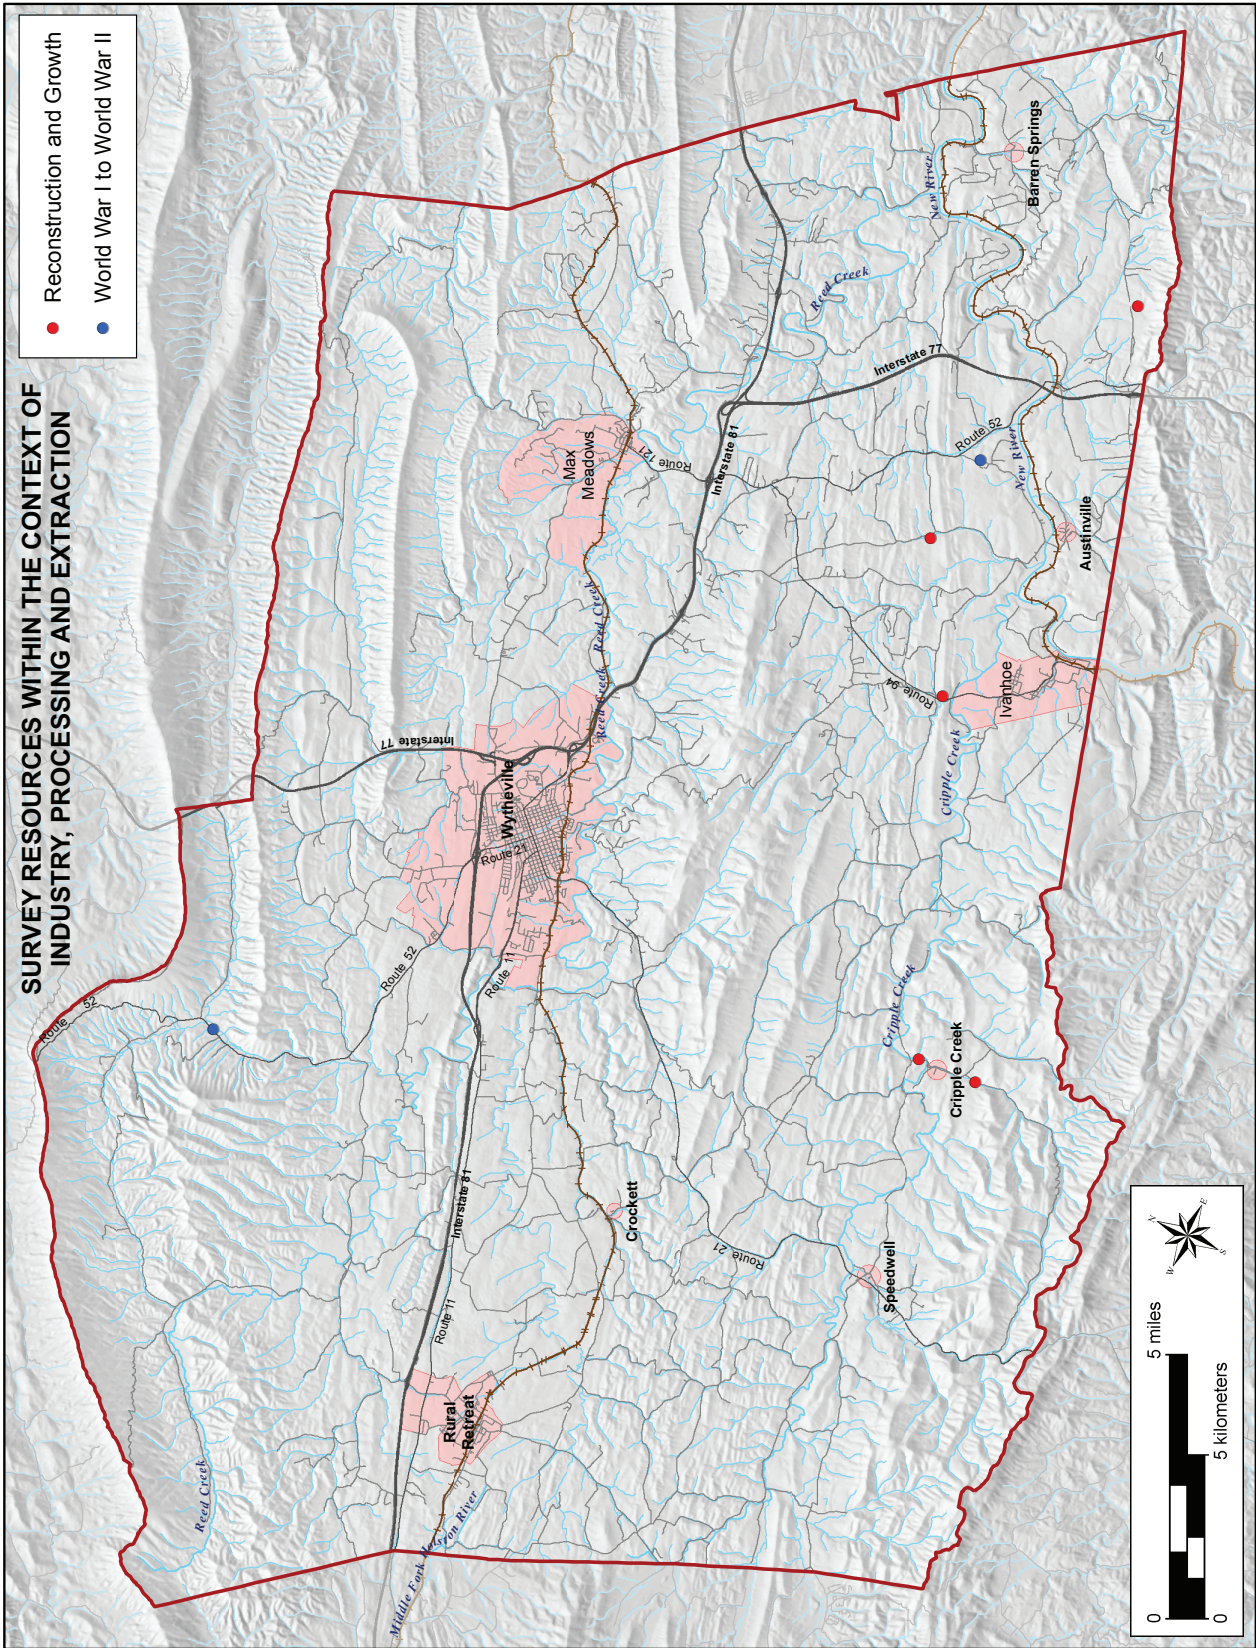 SURVEY RESOURCES WITHIN THE CONTEXT OF
INDUSTRY, PROCESSING AND EXTRACTION
Reconstruction and Growth
World War I to World War II
Route 52
Reed Creek
Interstate 77
Route 52
Wytheville
Route 21
Route 11
Max
Meadows
Route 121
Reed Creek
Reed Creek
Interstate 81
Interstate 81
Route 11
Rural
Retreat
Middle Fork Holston River
Crockett
Route 21
Speedwell
Cripple Creek
Cripple Creek
Cripple Creek
Route 94
Ivanhoe
Austinville
New River
Route 52
Interstate 77
Reed Creek
New River
Barren Springs
N
E
S
W
0
5 miles
0
5 kilometers